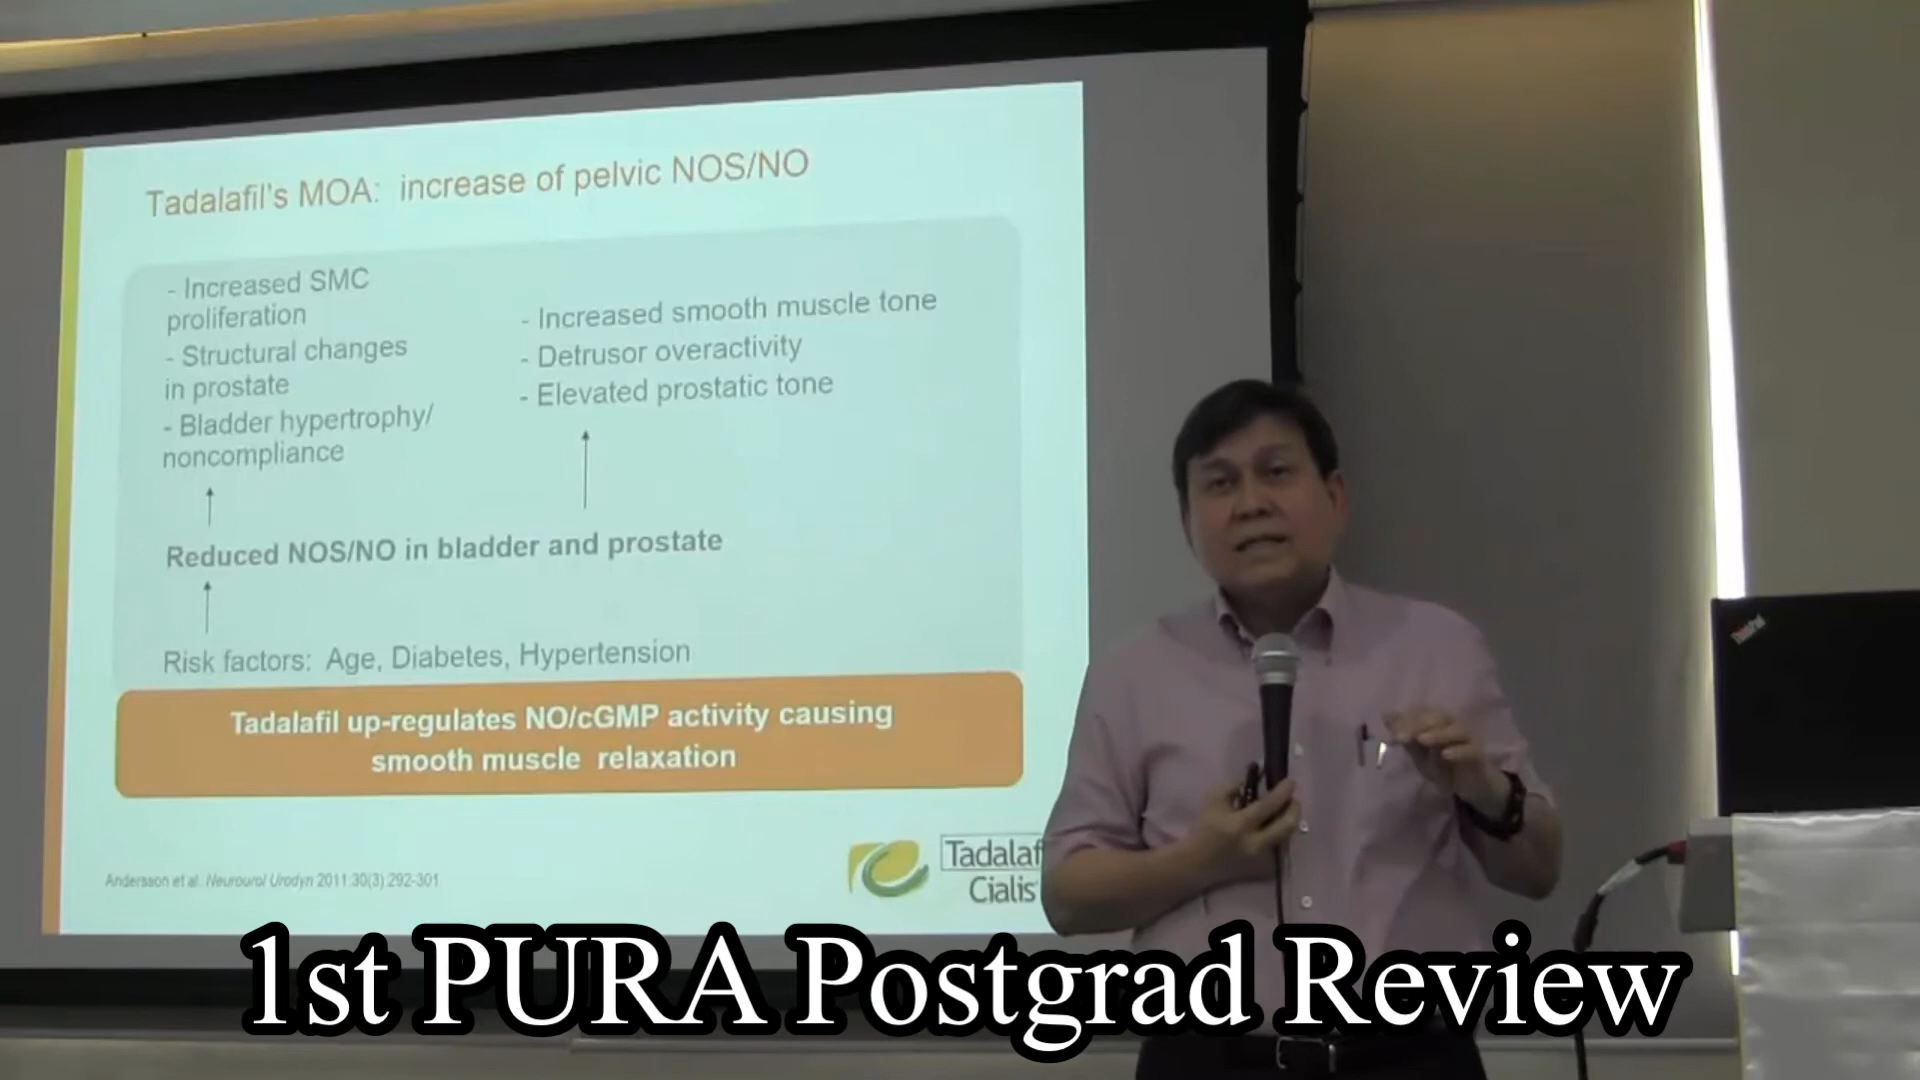 Tadalafil's MOA: increase of pelvic NOS/NO
- Increased SMC
proliferation
- Structural changes
in prostate
- Bladder hypertrophy/
noncompliance
- Increased smooth muscle tone
- Detrusor overactivity
- Elevated prostatic tone
Reduced NOS/NO in bladder and prostate
Risk factors: Age, Diabetes, Hypertension
Tadalafil up-regulates NO/cGMP activity causing
smooth muscle relaxation
Andersson et al. Neurourol Urodyn 2011;30(3):292-301
Tadalaf
Cialis
ThinkPad
1st PURA Postgrad Review